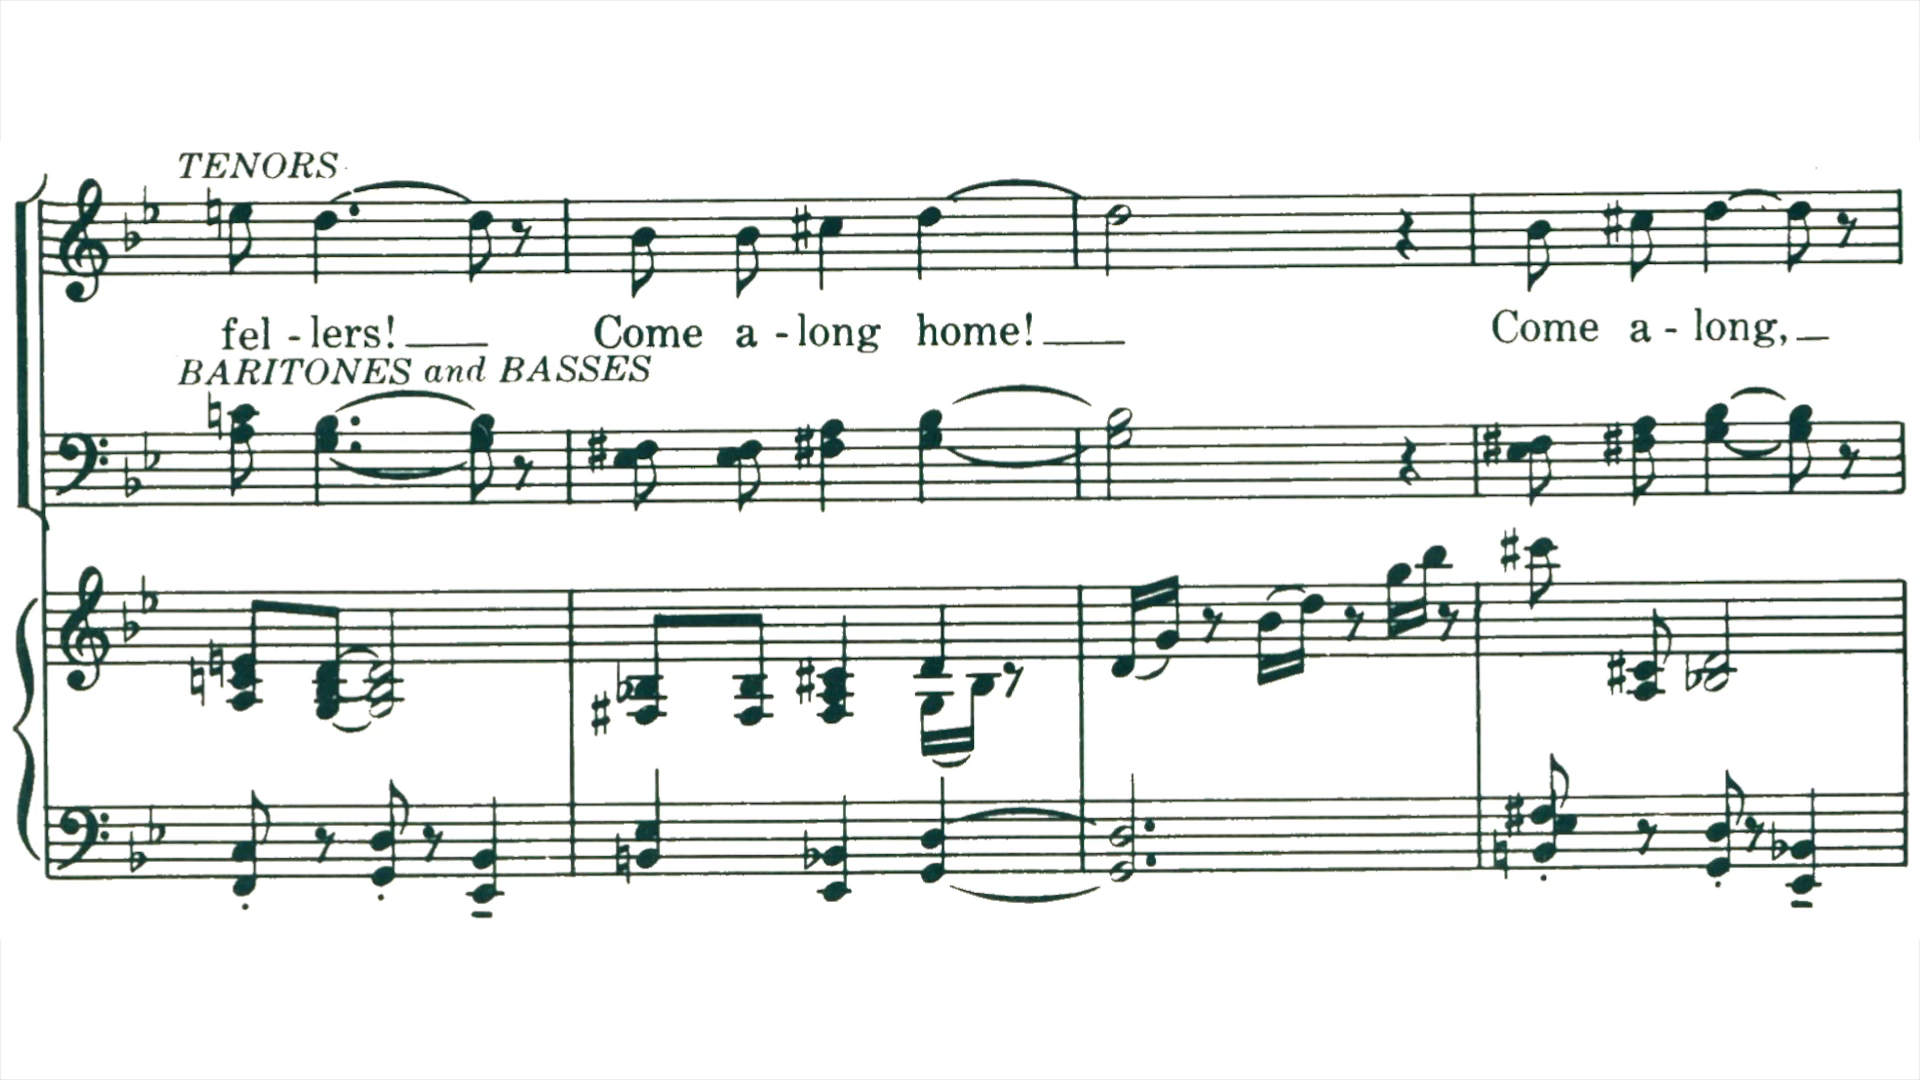 TENORS
fel - lers!
Come a - long home!
Come a - long,
BARITONES and BASSES